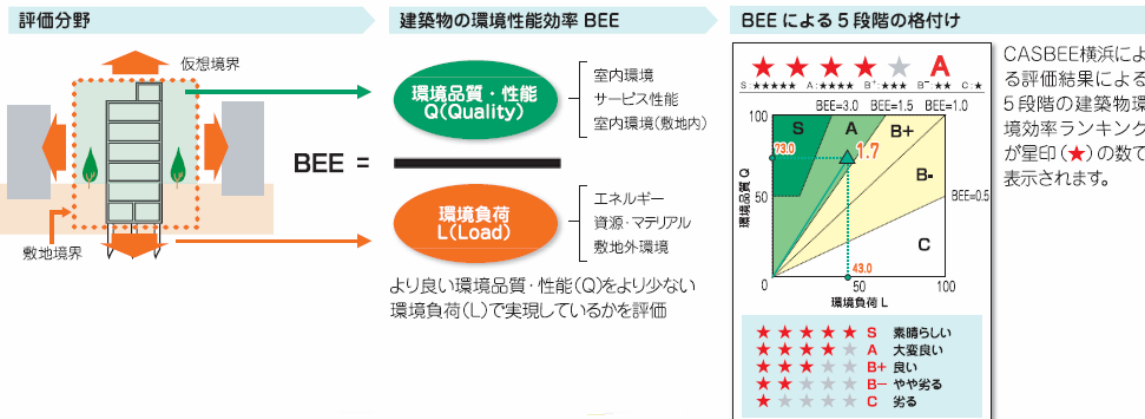 評価分野
仮想境界
敷地境界
建築物の環境性能効率 BEE
BEE =
環境品質・性能
Q(Quality)
室内環境
サービス性能
室内環境(敷地内)
環境負荷
L(Load)
エネルギー
資源・マテリアル
敷地外環境
より良い環境品質・性能(Q)をより少ない
環境負荷(L)で実現しているかを評価
BEE による 5 段階の格付け
★ ★ ★ ★ ★ A
S:★★★★★ A:★★★★ B+:★★★ B-:★★ C:★
BEE=3.0 BEE=1.5 BEE=1.0
100
S
A
B+
73.0
1.7
B-
50
BEE=0.5
環境品質 Q
C
43.0
0
50
100
環境負荷 L
★ ★ ★ ★ ★ S 素晴らしい
★ ★ ★ ★ ★ A 大変良い
★ ★ ★ ★ ★ B+ 良い
★ ★ ★ ★ ★ B- やや劣る
★ ★ ★ ★ ★ C 劣る
CASBEE横浜によ
る評価結果による
5段階の建築物環
境効率ランキング
が星印(★)の数で
表示されます。